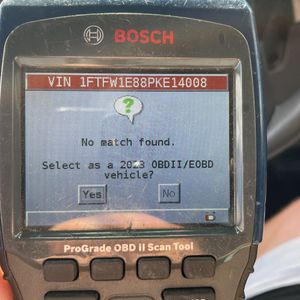 BOSCH
VIN 1FTFW1E88PKE14008
No match found.
Select as a 2023 OBDII/EOBD
vehicle?
Yes No
ProGrade OBD II Scan Tool